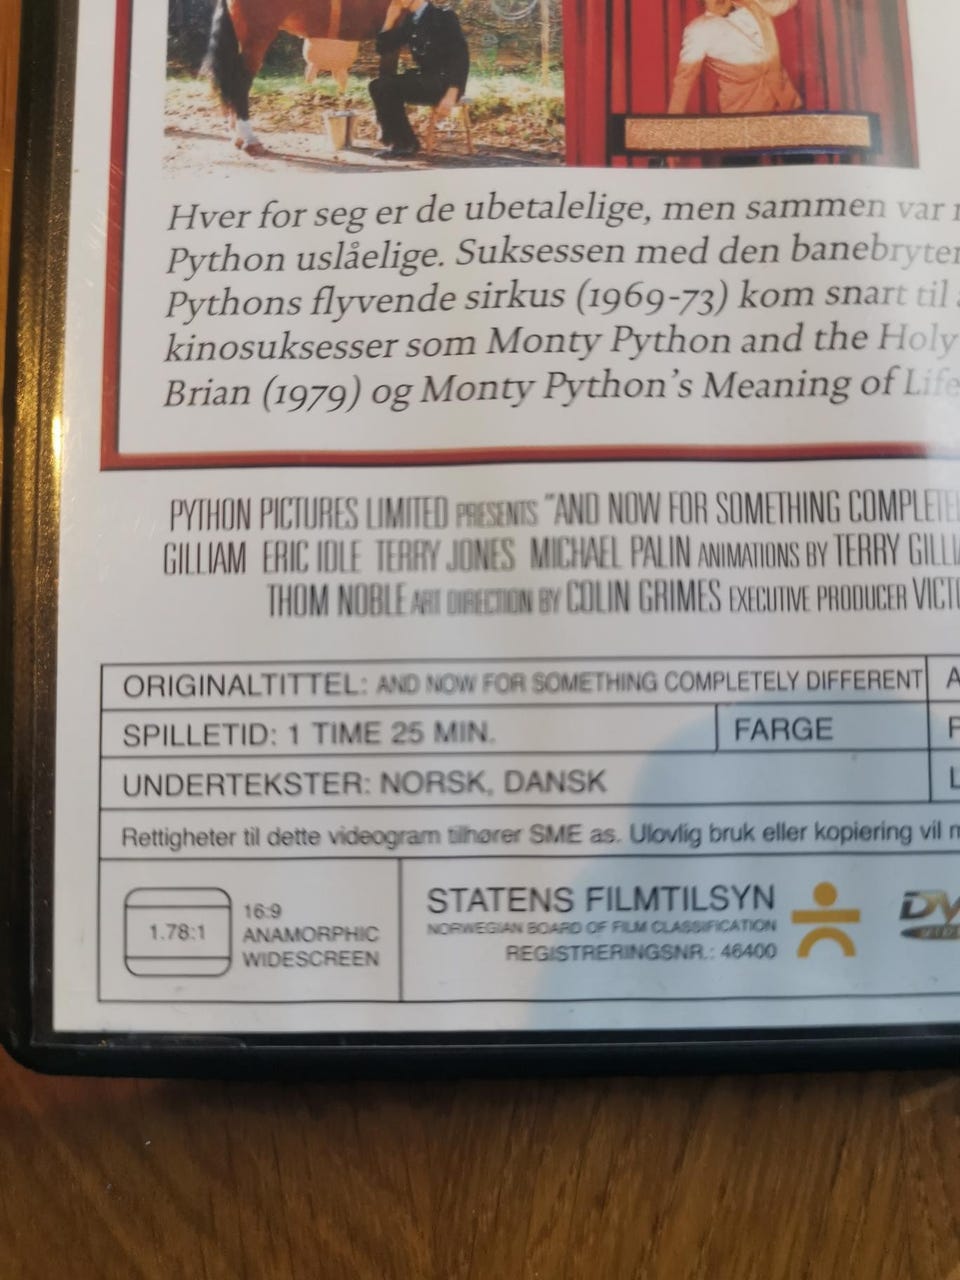 Hver for seg er de ubetalelige, men sammen var
Python uslåelige. Suksessen med den banebryter
Pythons flyvende sirkus (1969-73) kom snart til
kinosuksesser som Monty Python and the Holy
Brian (1979) og Monty Python's Meaning of Life
PYTHON PICTURES LIMITED PRESENTS "AND NOW FOR SOMETHING COMPLETE
GILLIAM ERIC IDLE TERRY JONES MICHAEL PALIN ANIMATIONS BY TERRY GILLI
THOM NOBLE ART DIRECTION BY COLIN GRIMES EXECUTIVE PRODUCER VICTO
ORIGINALTITTEL: AND NOW FOR SOMETHING COMPLETELY DIFFERENT A
SPILLETID: 1 TIME 25 MIN. FARGE
UNDERTEKSTER: NORSK, DANSK
Rettigheter til dette videogram tilhører SME as. Ulovlig bruk eller kopiering vil
1.78:1
16:9
ANAMORPHIC
WIDESCREEN
STATENS FILMTILSYN
NORWEGIAN BOARD OF FILM CLASSIFICATION
REGISTRERINGSNR.: 46400
DV